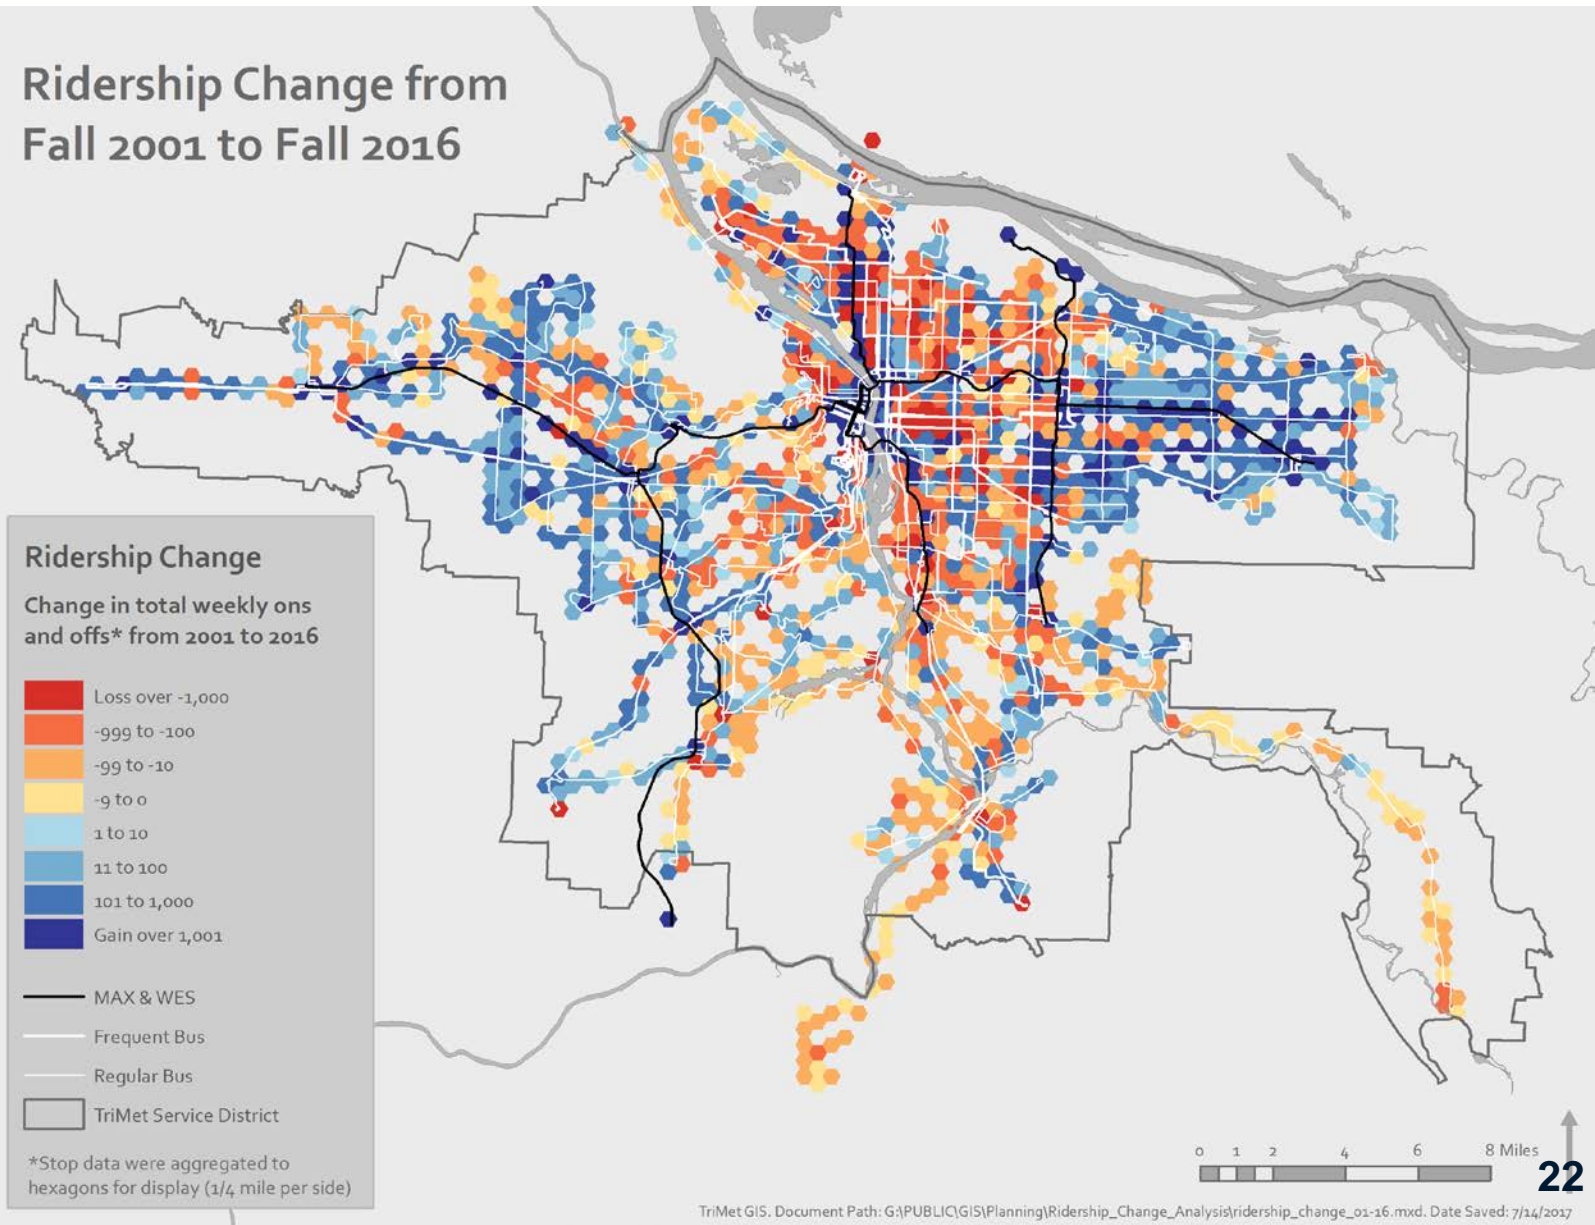 Ridership Change from
Fall 2001 to Fall 2016
Ridership Change
Change in total weekly ons
and offs* from 2001 to 2016
Loss over -1,000
-999 to -100
-99 to -10
-9 to 0
1 to 10
11 to 100
101 to 1,000
Gain over 1,001
MAX & WES
Frequent Bus
Regular Bus
TriMet Service District
*Stop data were aggregated to
hexagons for display (1/4 mile per side)
0 1 2 4 6 8 Miles
22
TriMet GIS. Document Path: G:\PUBLIC\GIS\Planning\Ridership_Change_Analysis\ridership_change_01-16.mxd. Date Saved: 7/14/2017